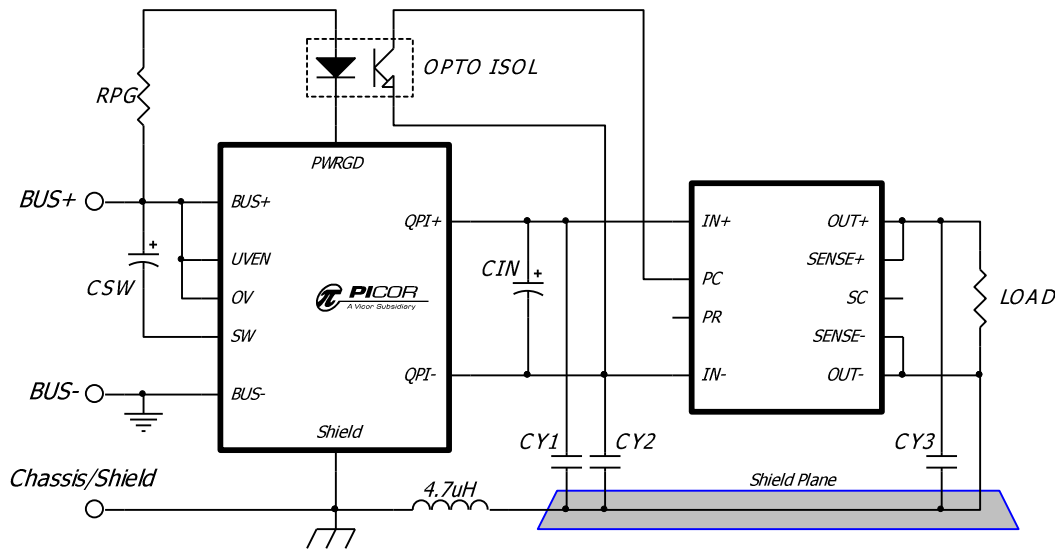 OPTO ISOL
RPG
PWRGD
BUS+
BUS+
QPI+
IN+
OUT+
UVEN
SENSE+
CSW
+
OV
PICOR
A Vicor Subsidiary
CIN
+
PC
SC
LOAD
PR
SW
SENSE-
BUS-
BUS-
QPI-
IN-
OUT-
Shield
CY1
CY2
CY3
Chassis/Shield
4.7uH
Shield Plane